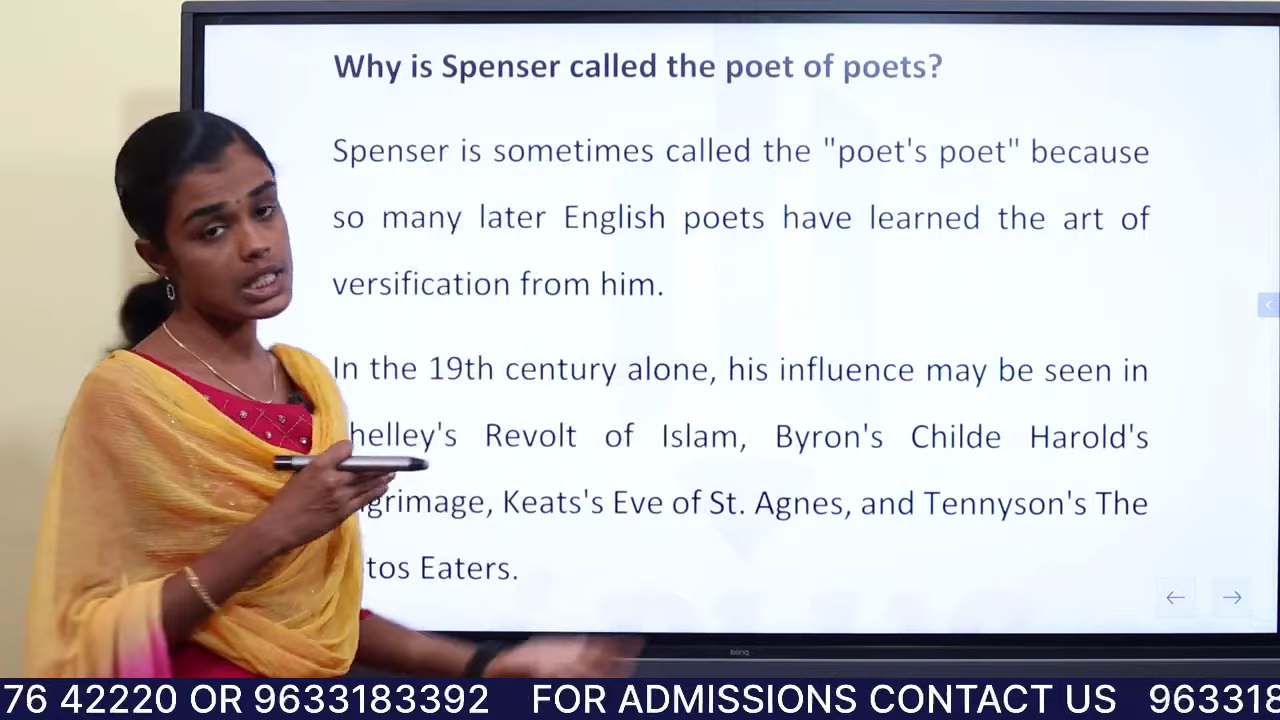 Why is Spenser called the poet of poets?
Spenser is sometimes called the "poet's poet" because
so many later English poets have learned the art of
versification from him.
In the 19th century alone, his influence may be seen in
helley's Revolt of Islam, Byron's Childe Harold's
grimage, Keats's Eve of St. Agnes, and Tennyson's The
tos Eaters.
BenQ
76 42220 OR 9633183392 FOR ADMISSIONS CONTACT US 963318